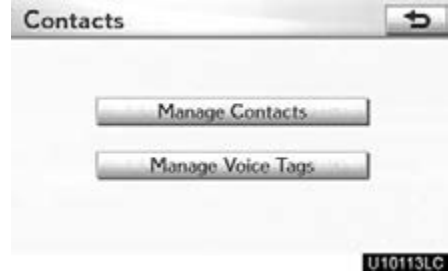 Contacts
Manage Contacts
Manage Voice Tags
U10113LC